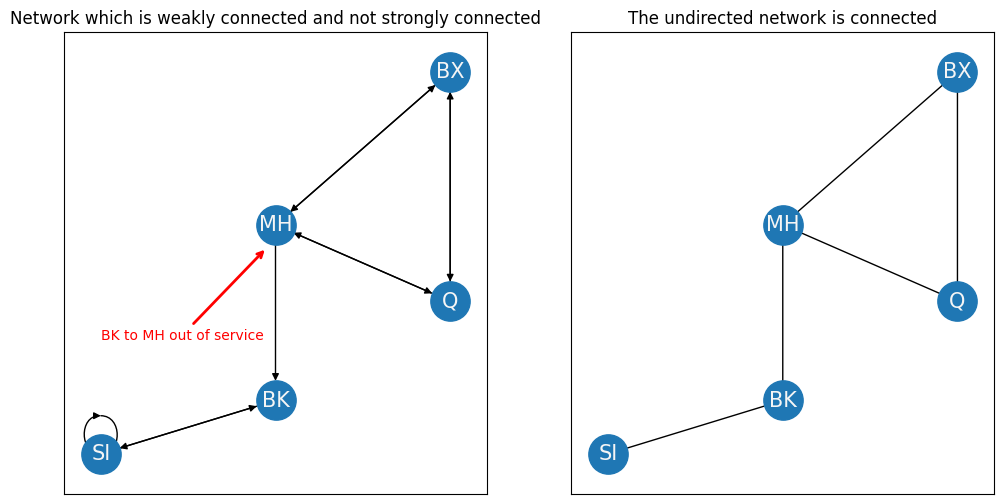 Network which is weakly connected and not strongly connected
BX
MH
Q
BK to MH out of service
BK
SI
The undirected network is connected
BX
MH
Q
BK
SI